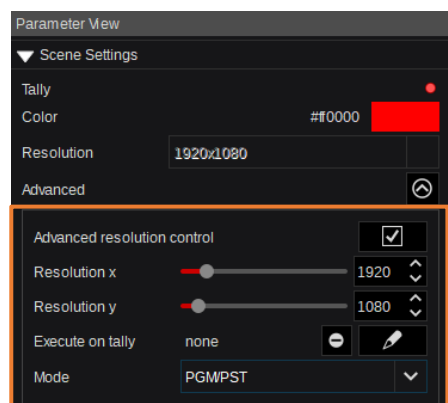 Parameter View
Scene Settings
Tally
Color #ff0000
Resolution 1920x1080
Advanced
Advanced resolution control
Resolution x 1920
Resolution y 1080
Execute on tally none
Mode PGM/PST